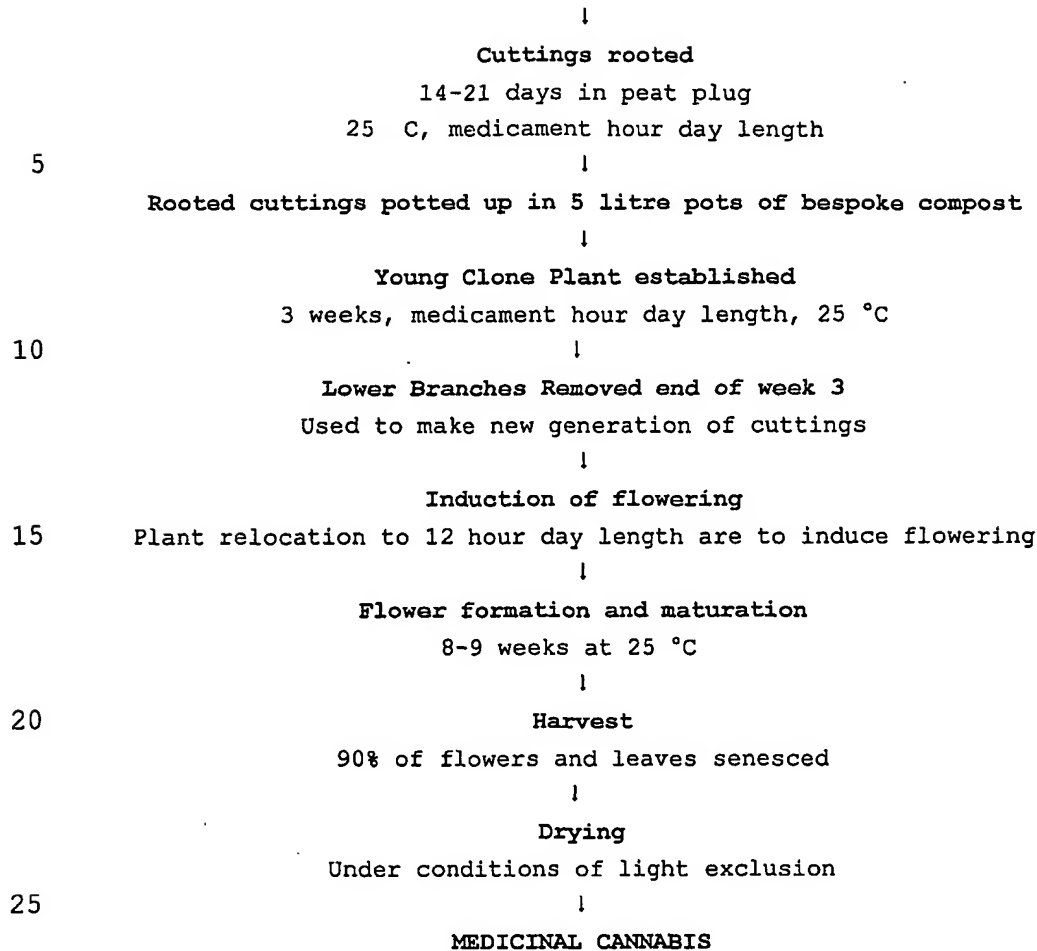 ↓
Cuttings rooted
14-21 days in peat plug
25 C, medicament hour day length
5 ↓
Rooted cuttings potted up in 5 litre pots of bespoke compost
↓
Young Clone Plant established
3 weeks, medicament hour day length, 25 °C
10 ↓
Lower Branches Removed end of week 3
Used to make new generation of cuttings
↓
Induction of flowering
15 Plant relocation to 12 hour day length are to induce flowering
↓
Flower formation and maturation
8-9 weeks at 25 °C
↓
20 Harvest
90% of flowers and leaves senesced
↓
Drying
Under conditions of light exclusion
25 ↓
MEDICINAL CANNABIS